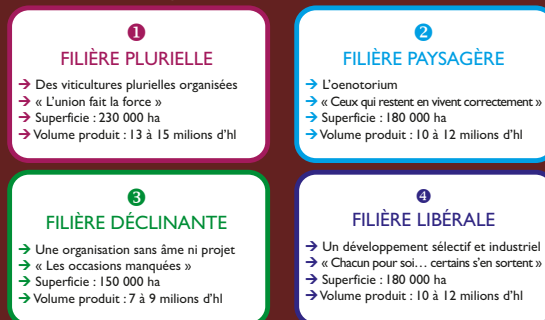 ❶
FILIÈRE PLURIELLE
→ Des viticultures plurielles organisées
→ « L'union fait la force »
→ Superficie : 230 000 ha
→ Volume produit : 13 à 15 milions d'hl
❷
FILIÈRE PAYSAGÈRE
→ L'oenotorium
→ « Ceux qui restent en vivent correctement »
→ Superficie : 180 000 ha
→ Volume produit : 10 à 12 milions d'hl
❸
FILIÈRE DÉCLINANTE
→ Une organisation sans âme ni projet
→ « Les occasions manquées »
→ Superficie : 150 000 ha
→ Volume produit : 7 à 9 milions d'hl
❹
FILIÈRE LIBÉRALE
→ Un développement sélectif et industriel
→ « Chacun pour soi… certains s'en sortent »
→ Superficie : 180 000 ha
→ Volume produit : 10 à 12 milions d'hl